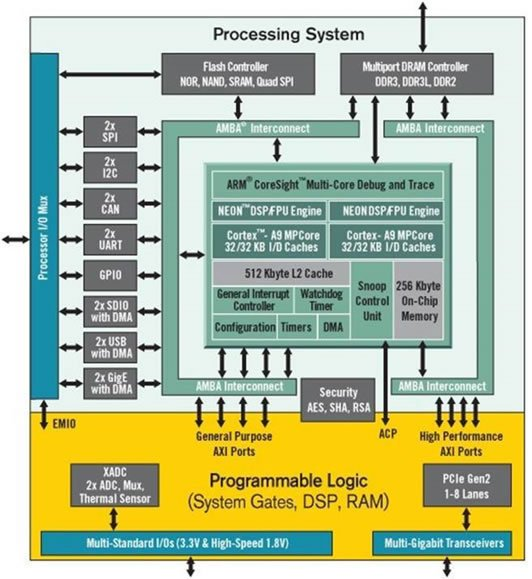 Processing System
Flash Controller
NOR, NAND, SRAM, Quad SPI
Multiport DRAM Controller
DDR3, DDR3L, DDR2
Processor I/O Mux
2x
SPI
2x
I2C
2x
CAN
2x
UART
GPIO
2x SDIO
with DMA
2x USB
with DMA
2x GigE
with DMA
AMBA® Interconnect
AMBA Interconnect
ARM® CoreSight™ Multi-Core Debug and Trace
NEON™ DSP/FPU Engine
NEON DSP/FPU Engine
Cortex™- A9 MPCore
32/32 KB I/D Caches
Cortex- A9 MPCore
32/32 KB I/D Caches
512 Kbyte L2 Cache
General Interrupt
Controller
Watchdog
Timer
Configuration
Timers
DMA
Snoop
Control
Unit
256 Kbyte
On-Chip
Memory
AMBA Interconnect
Security
AES, SHA, RSA
AMBA Interconnect
EMIO
General Purpose
AXI Ports
ACP
High Performance
AXI Ports
XADC
2x ADC, Mux,
Thermal Sensor
Programmable Logic
(System Gates, DSP, RAM)
PCIe Gen2
1-8 Lanes
Multi-Standard I/Os (3.3V & High-Speed 1.8V)
Multi-Gigabit Transceivers